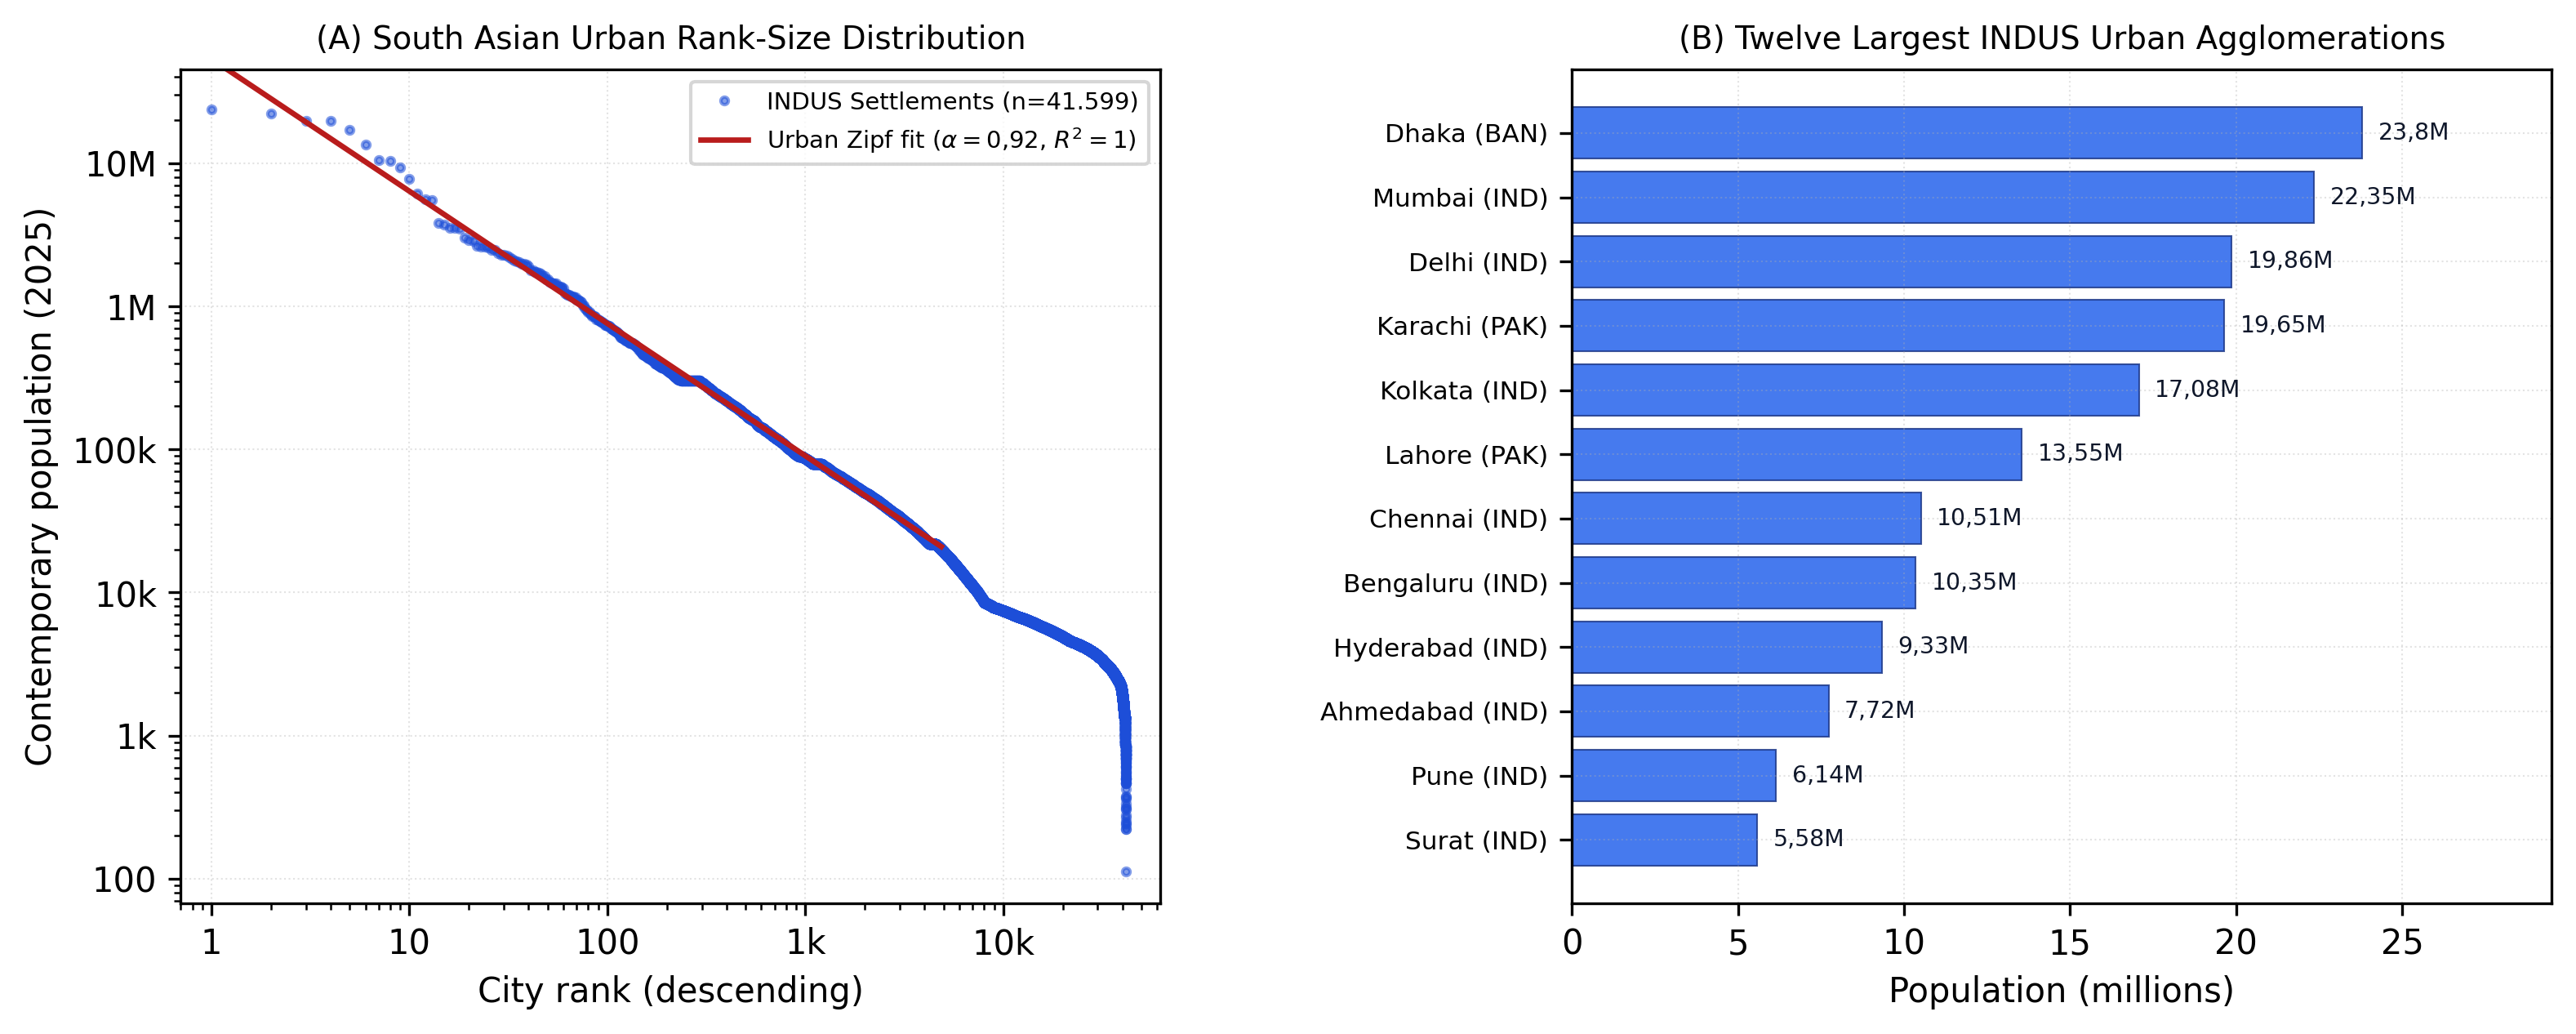 (A) South Asian Urban Rank-Size Distribution
INDUS Settlements (n=41.599)
Urban Zipf fit (α = 0,92, R² = 1)
Contemporary population (2025)
10M
1M
100k
10k
1k
100
1
10
100
1k
10k
City rank (descending)
(B) Twelve Largest INDUS Urban Agglomerations
Dhaka (BAN) 23,8M
Mumbai (IND) 22,35M
Delhi (IND) 19,86M
Karachi (PAK) 19,65M
Kolkata (IND) 17,08M
Lahore (PAK) 13,55M
Chennai (IND) 10,51M
Bengaluru (IND) 10,35M
Hyderabad (IND) 9,33M
Ahmedabad (IND) 7,72M
Pune (IND) 6,14M
Surat (IND) 5,58M
0
5
10
15
20
25
Population (millions)